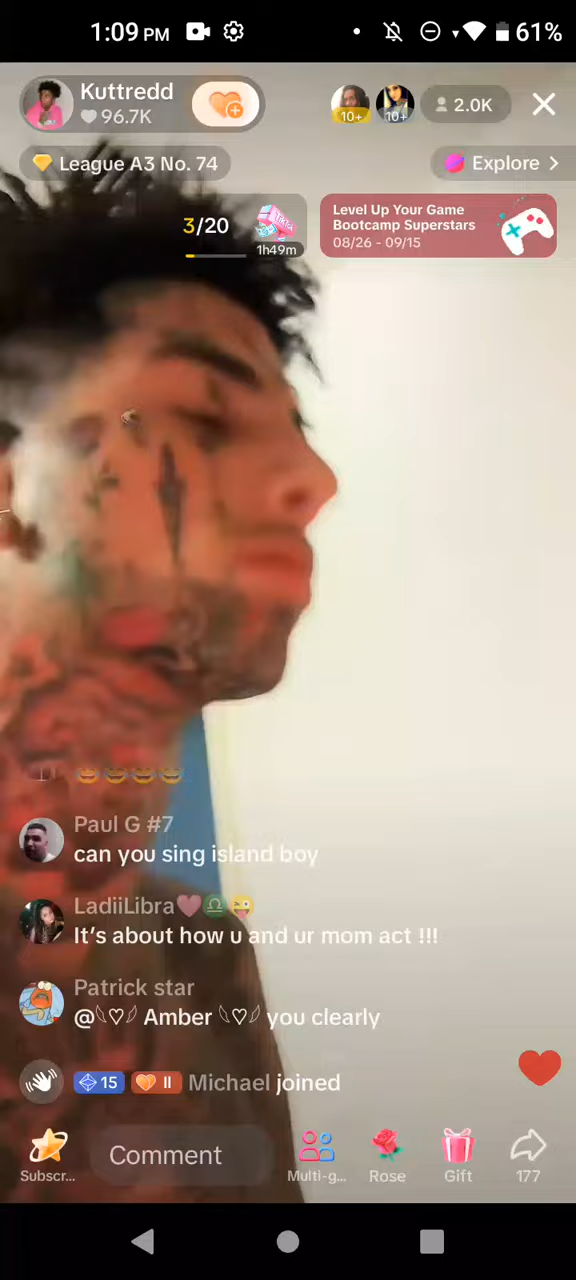 1:09 PM
61%
Kuttredd
96.7K
10+
10+
2.0K
League A3 No. 74
Explore >
3/20
1h49m
Level Up Your Game
Bootcamp Superstars
08/26 - 09/15
Paul G #7
can you sing island boy
LadiiLibra💜♎😜
It's about how u and ur mom act !!!
Patrick star
@༺♡༻ Amber ༺♡༻ you clearly
15
II
Michael joined
Subscr...
Comment
Multi-g...
Rose
Gift
177